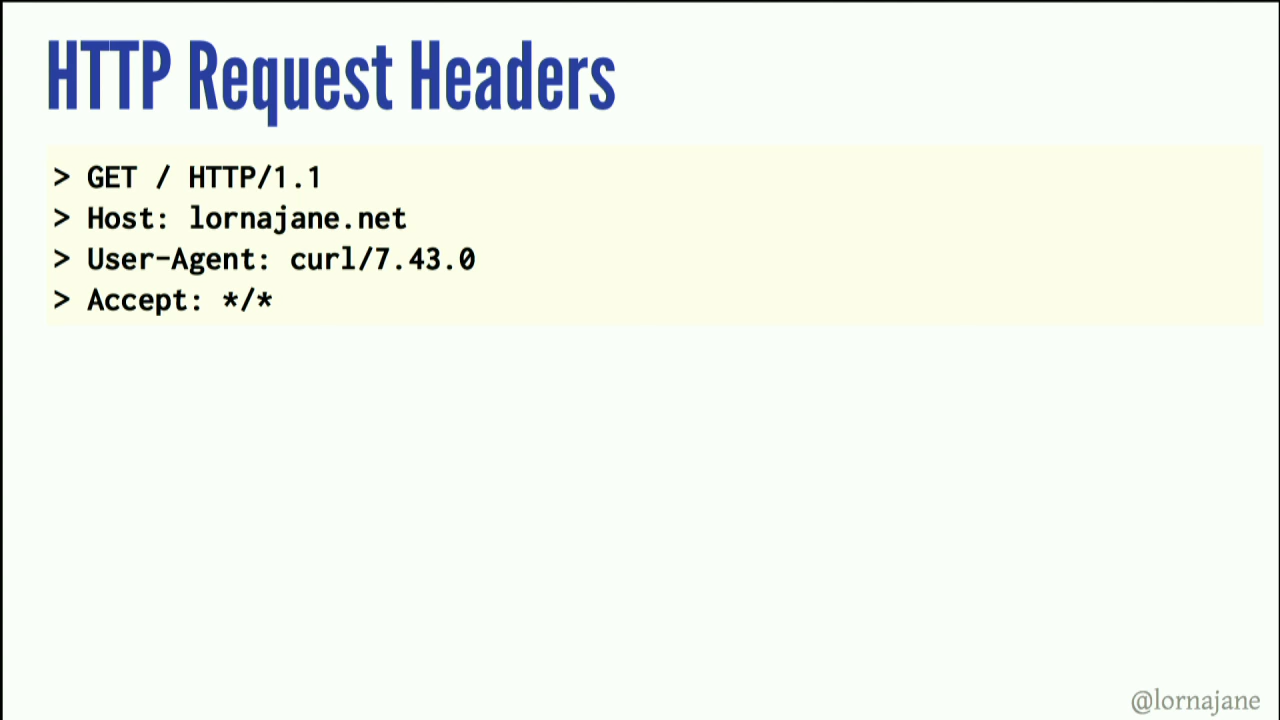 HTTP Request Headers
> GET / HTTP/1.1
> Host: lornajane.net
> User-Agent: curl/7.43.0
> Accept: */*
@lornajane